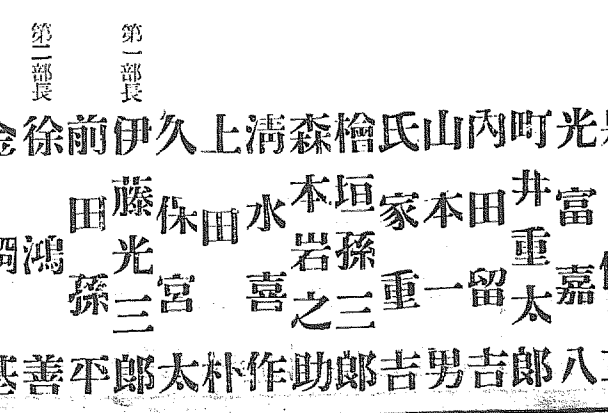 光富嘉八
町井重太郎
内田留吉
山本一男
氏家重吉
檜垣孫三郎
森本岩之助
淸水喜作
上田朴
久保宮太
第一部長 伊藤光三郎
前田孫平
第二部長 徐鴻善